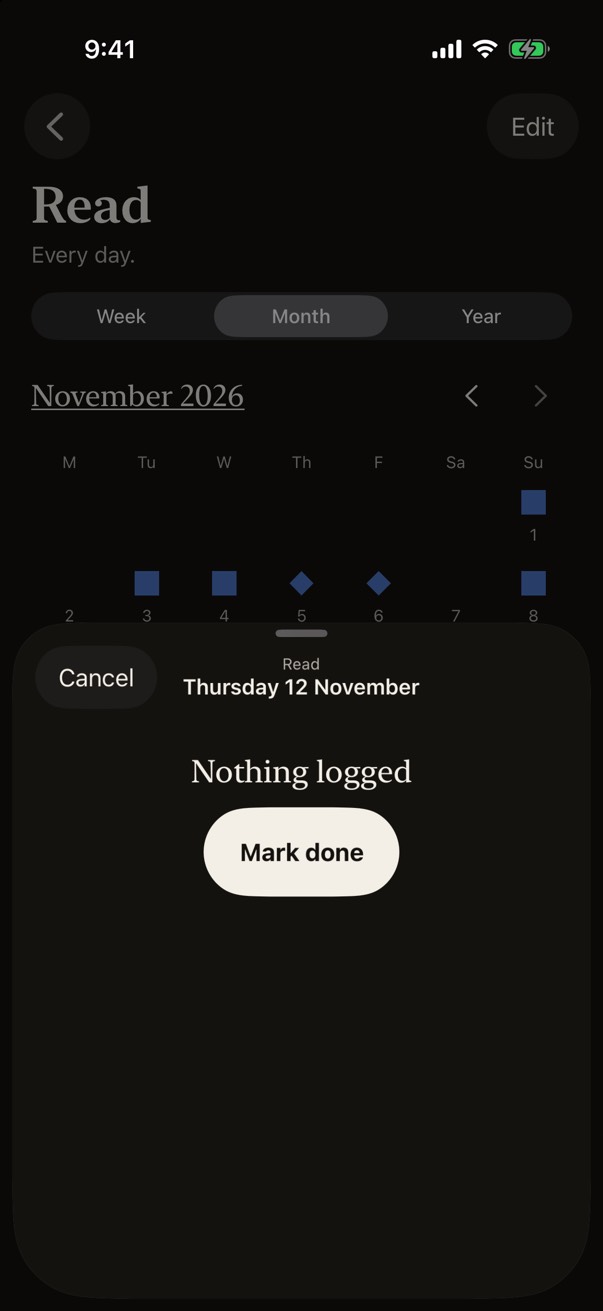 9:41
Edit
Read
Every day.
Week Month Year
November 2026
M Tu W Th F Sa Su
1
2 3 4 5 6 7 8
Cancel
Read
Thursday 12 November
Nothing logged
Mark done